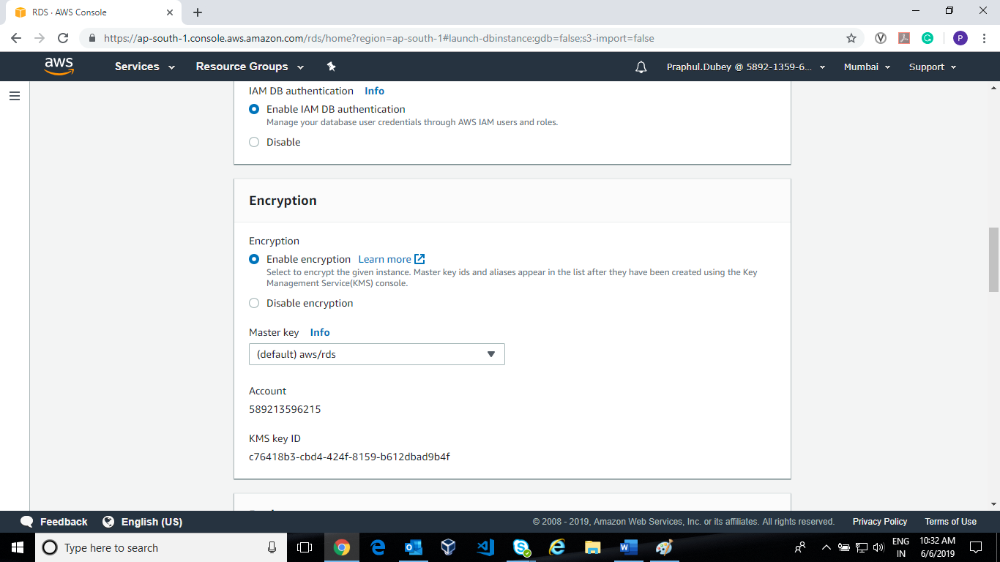 RDS · AWS Console
https://ap-south-1.console.aws.amazon.com/rds/home?region=ap-south-1#launch-dbinstance:gdb=false;s3-import=false
P
aws Services Resource Groups Praphul.Dubey @ 5892-1359-6... Mumbai Support
IAM DB authentication Info
Enable IAM DB authentication
Manage your database user credentials through AWS IAM users and roles.
Disable
Encryption
Encryption
Enable encryption Learn more
Select to encrypt the given instance. Master key ids and aliases appear in the list after they have been created using the Key
Management Service(KMS) console.
Disable encryption
Master key Info
(default) aws/rds
Account
589213596215
KMS key ID
c76418b3-cbd4-424f-8159-b612dbad9b4f
Feedback English (US) © 2008 - 2019, Amazon Web Services, Inc. or its affiliates. All rights reserved. Privacy Policy Terms of Use
Type here to search
ENG
IN
10:32 AM
6/6/2019